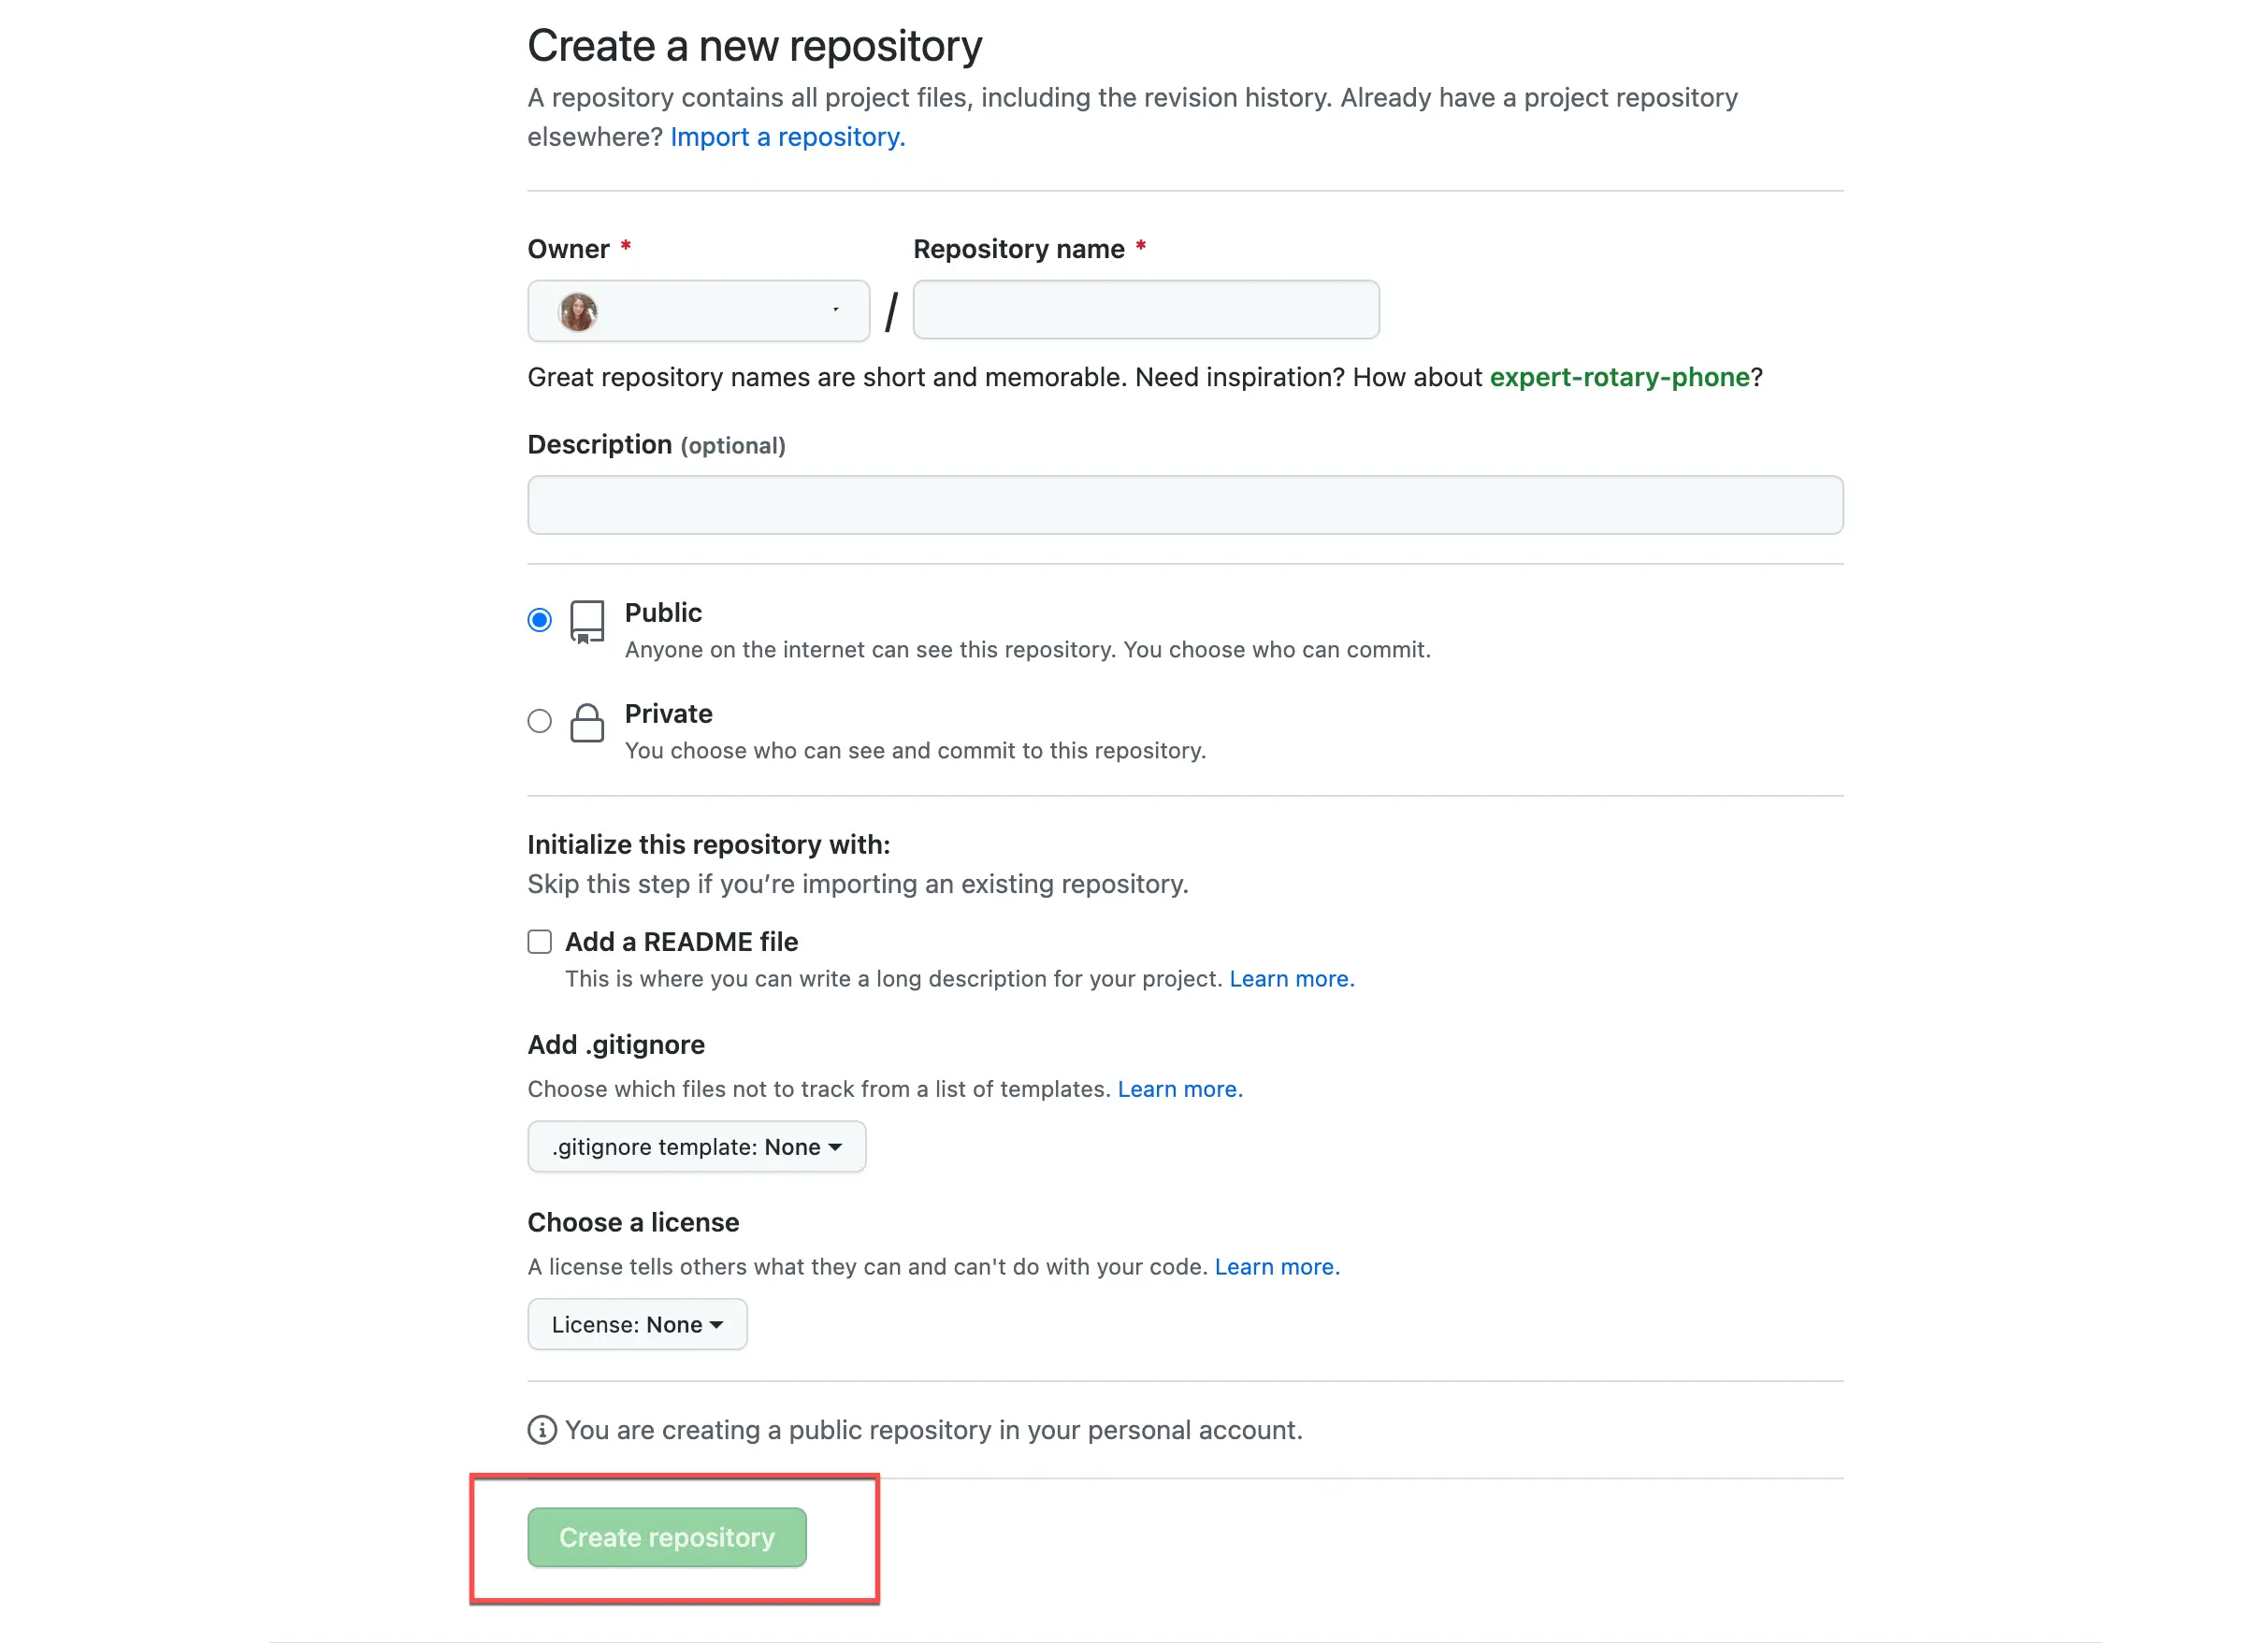 Create a new repository
A repository contains all project files, including the revision history. Already have a project repository
elsewhere? Import a repository.
Owner *
Repository name *
/
Great repository names are short and memorable. Need inspiration? How about expert-rotary-phone?
Description (optional)
Public
Anyone on the internet can see this repository. You choose who can commit.
Private
You choose who can see and commit to this repository.
Initialize this repository with:
Skip this step if you’re importing an existing repository.
Add a README file
This is where you can write a long description for your project. Learn more.
Add .gitignore
Choose which files not to track from a list of templates. Learn more.
.gitignore template: None
Choose a license
A license tells others what they can and can't do with your code. Learn more.
License: None
You are creating a public repository in your personal account.
Create repository